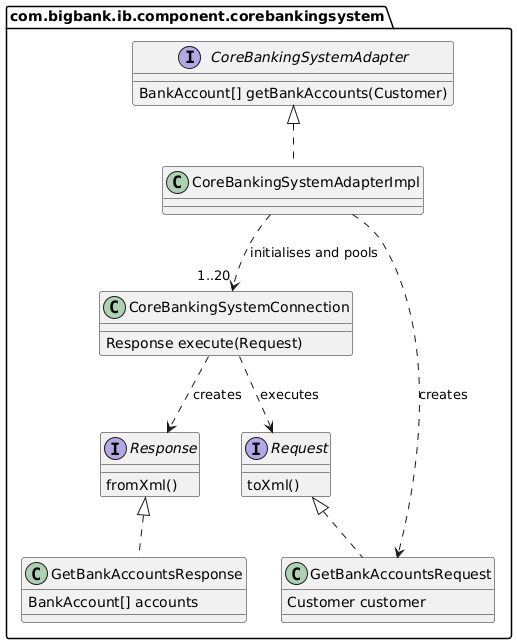 com.bigbank.ib.component.corebankingsystem
I CoreBankingSystemAdapter
BankAccount[] getBankAccounts(Customer)
C CoreBankingSystemAdapterImpl
initialises and pools
1..20
C CoreBankingSystemConnection
Response execute(Request)
creates
executes
creates
I Response
fromXml()
I Request
toXml()
C GetBankAccountsResponse
BankAccount[] accounts
C GetBankAccountsRequest
Customer customer